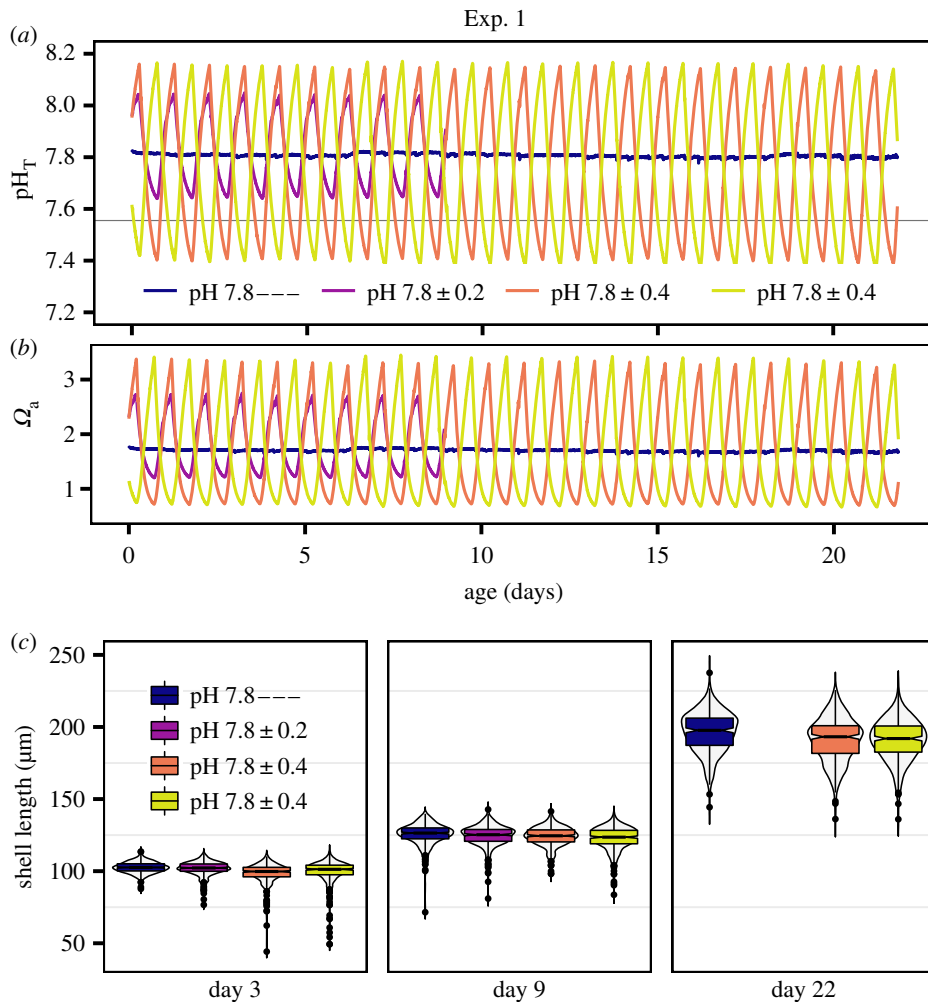 Exp. 1
(a)
8.2
8.0
7.8
7.6
7.4
7.2
pH_T
pH 7.8 – – –
pH 7.8 ± 0.2
pH 7.8 ± 0.4
pH 7.8 ± 0.4
(b)
3
2
1
Ω_a
0
5
10
15
20
age (days)
(c)
250
200
150
100
50
shell length (µm)
pH 7.8 – – –
pH 7.8 ± 0.2
pH 7.8 ± 0.4
pH 7.8 ± 0.4
day 3
day 9
day 22